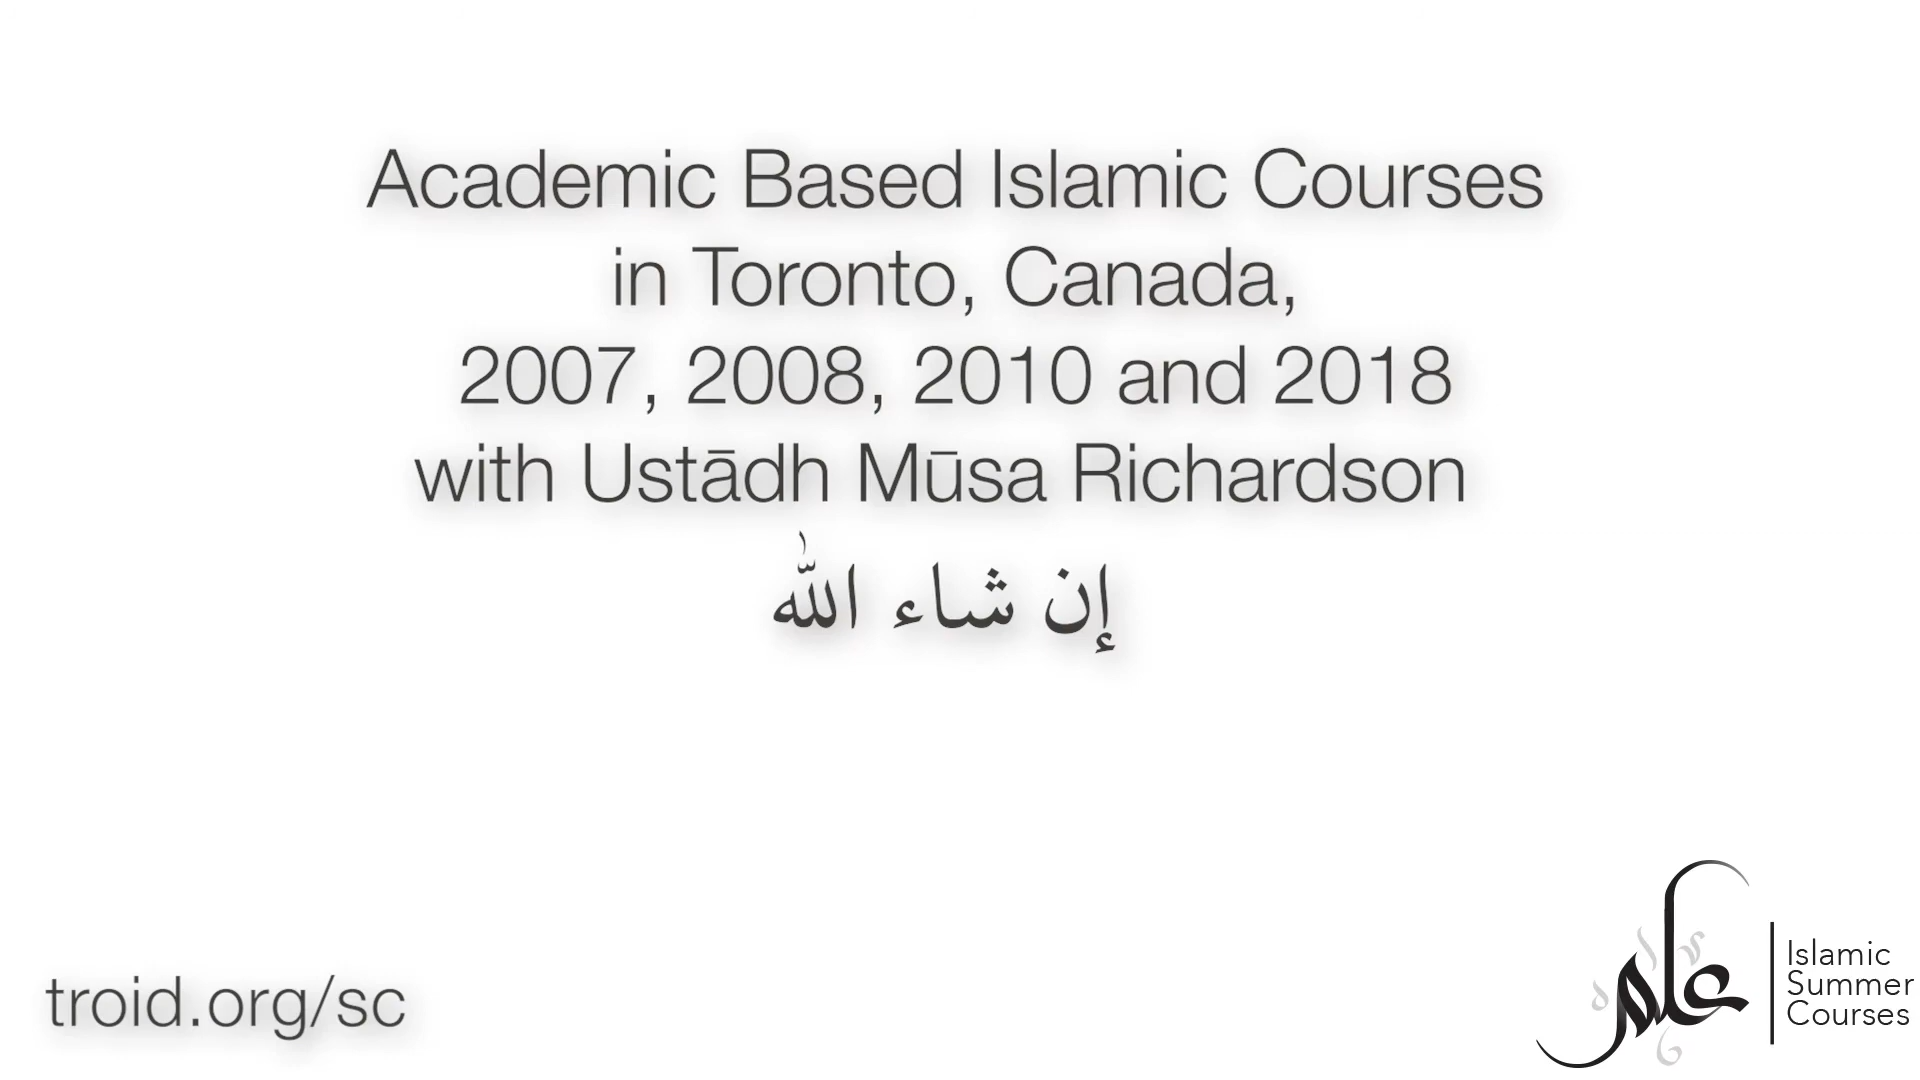 Academic Based Islamic Courses
in Toronto, Canada,
2007, 2008, 2010 and 2018
with Ustādh Mūsa Richardson
إن شاء الله
troid.org/sc
علم
Islamic
Summer
Courses